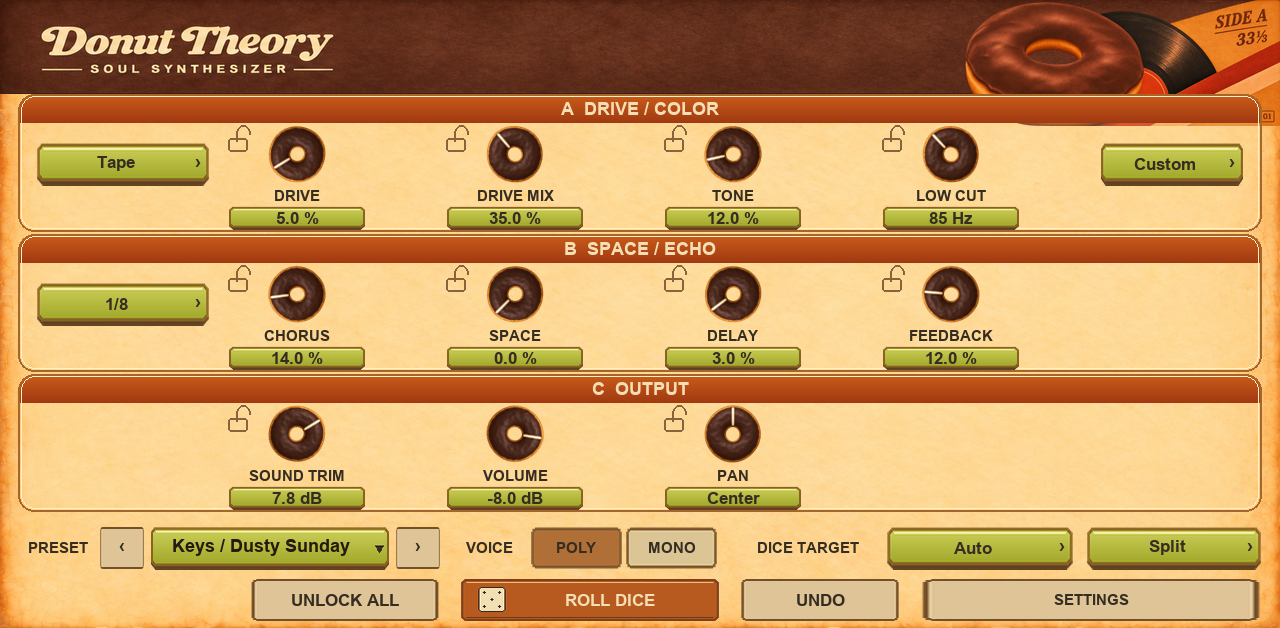 Donut Theory
SOUL SYNTHESIZER
SIDE A
33⅓
01
A DRIVE / COLOR
Tape ›
DRIVE
5.0 %
DRIVE MIX
35.0 %
TONE
12.0 %
LOW CUT
85 Hz
Custom ›
B SPACE / ECHO
1/8 ›
CHORUS
14.0 %
SPACE
0.0 %
DELAY
3.0 %
FEEDBACK
12.0 %
C OUTPUT
SOUND TRIM
7.8 dB
VOLUME
-8.0 dB
PAN
Center
PRESET ‹ Keys / Dusty Sunday › VOICE POLY MONO DICE TARGET Auto › Split ›
UNLOCK ALL ROLL DICE UNDO SETTINGS